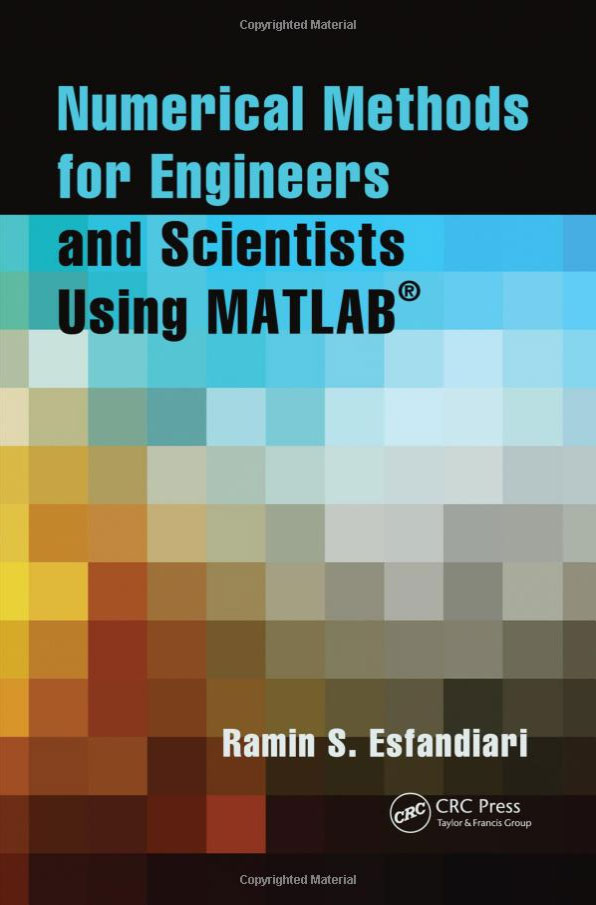 Copyrighted Material
Numerical Methods
for Engineers
and Scientists
Using MATLAB®
Ramin S. Esfandiari
CRC
CRC Press
Taylor & Francis Group
Copyrighted Material